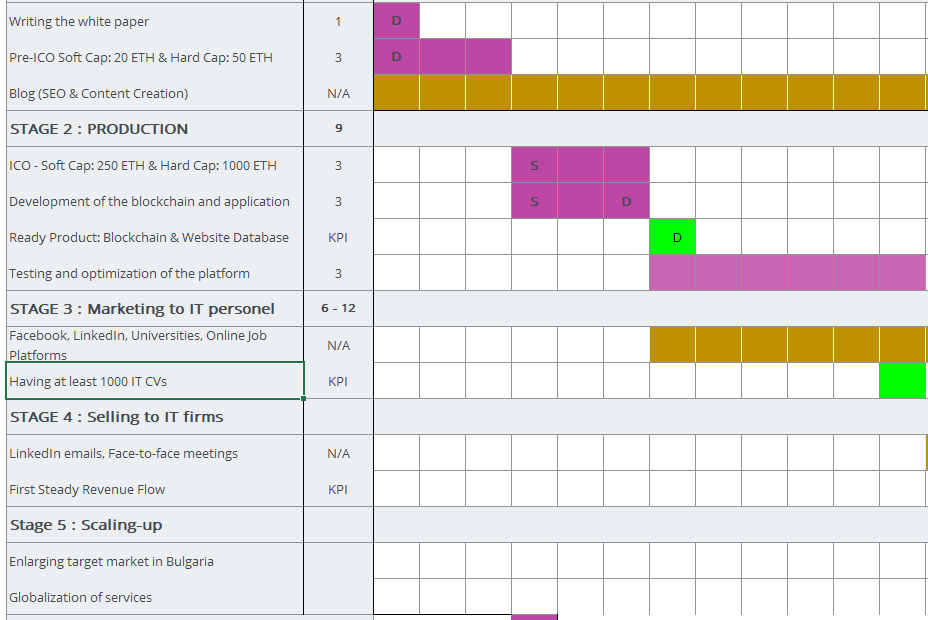 Writing the white paper 1 D
Pre-ICO Soft Cap: 20 ETH & Hard Cap: 50 ETH 3 D
Blog (SEO & Content Creation) N/A
STAGE 2 : PRODUCTION 9
ICO - Soft Cap: 250 ETH & Hard Cap: 1000 ETH 3 S
Development of the blockchain and application 3 S D
Ready Product: Blockchain & Website Database KPI D
Testing and optimization of the platform 3
STAGE 3 : Marketing to IT personel 6 - 12
Facebook, LinkedIn, Universities, Online Job
Platforms N/A
Having at least 1000 IT CVs KPI
STAGE 4 : Selling to IT firms
LinkedIn emails, Face-to-face meetings N/A
First Steady Revenue Flow KPI
Stage 5 : Scaling-up
Enlarging target market in Bulgaria
Globalization of services